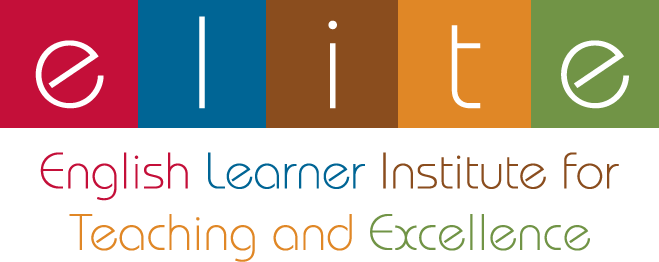 elite
English Learner Institute for
Teaching and Excellence